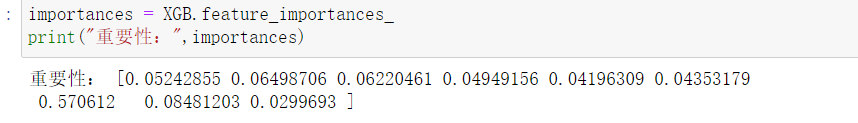 : importances = XGB.feature_importances_
print("重要性：",importances)
重要性： [0.05242855 0.06498706 0.06220461 0.04949156 0.04196309 0.04353179
0.570612   0.08481203 0.0299693 ]